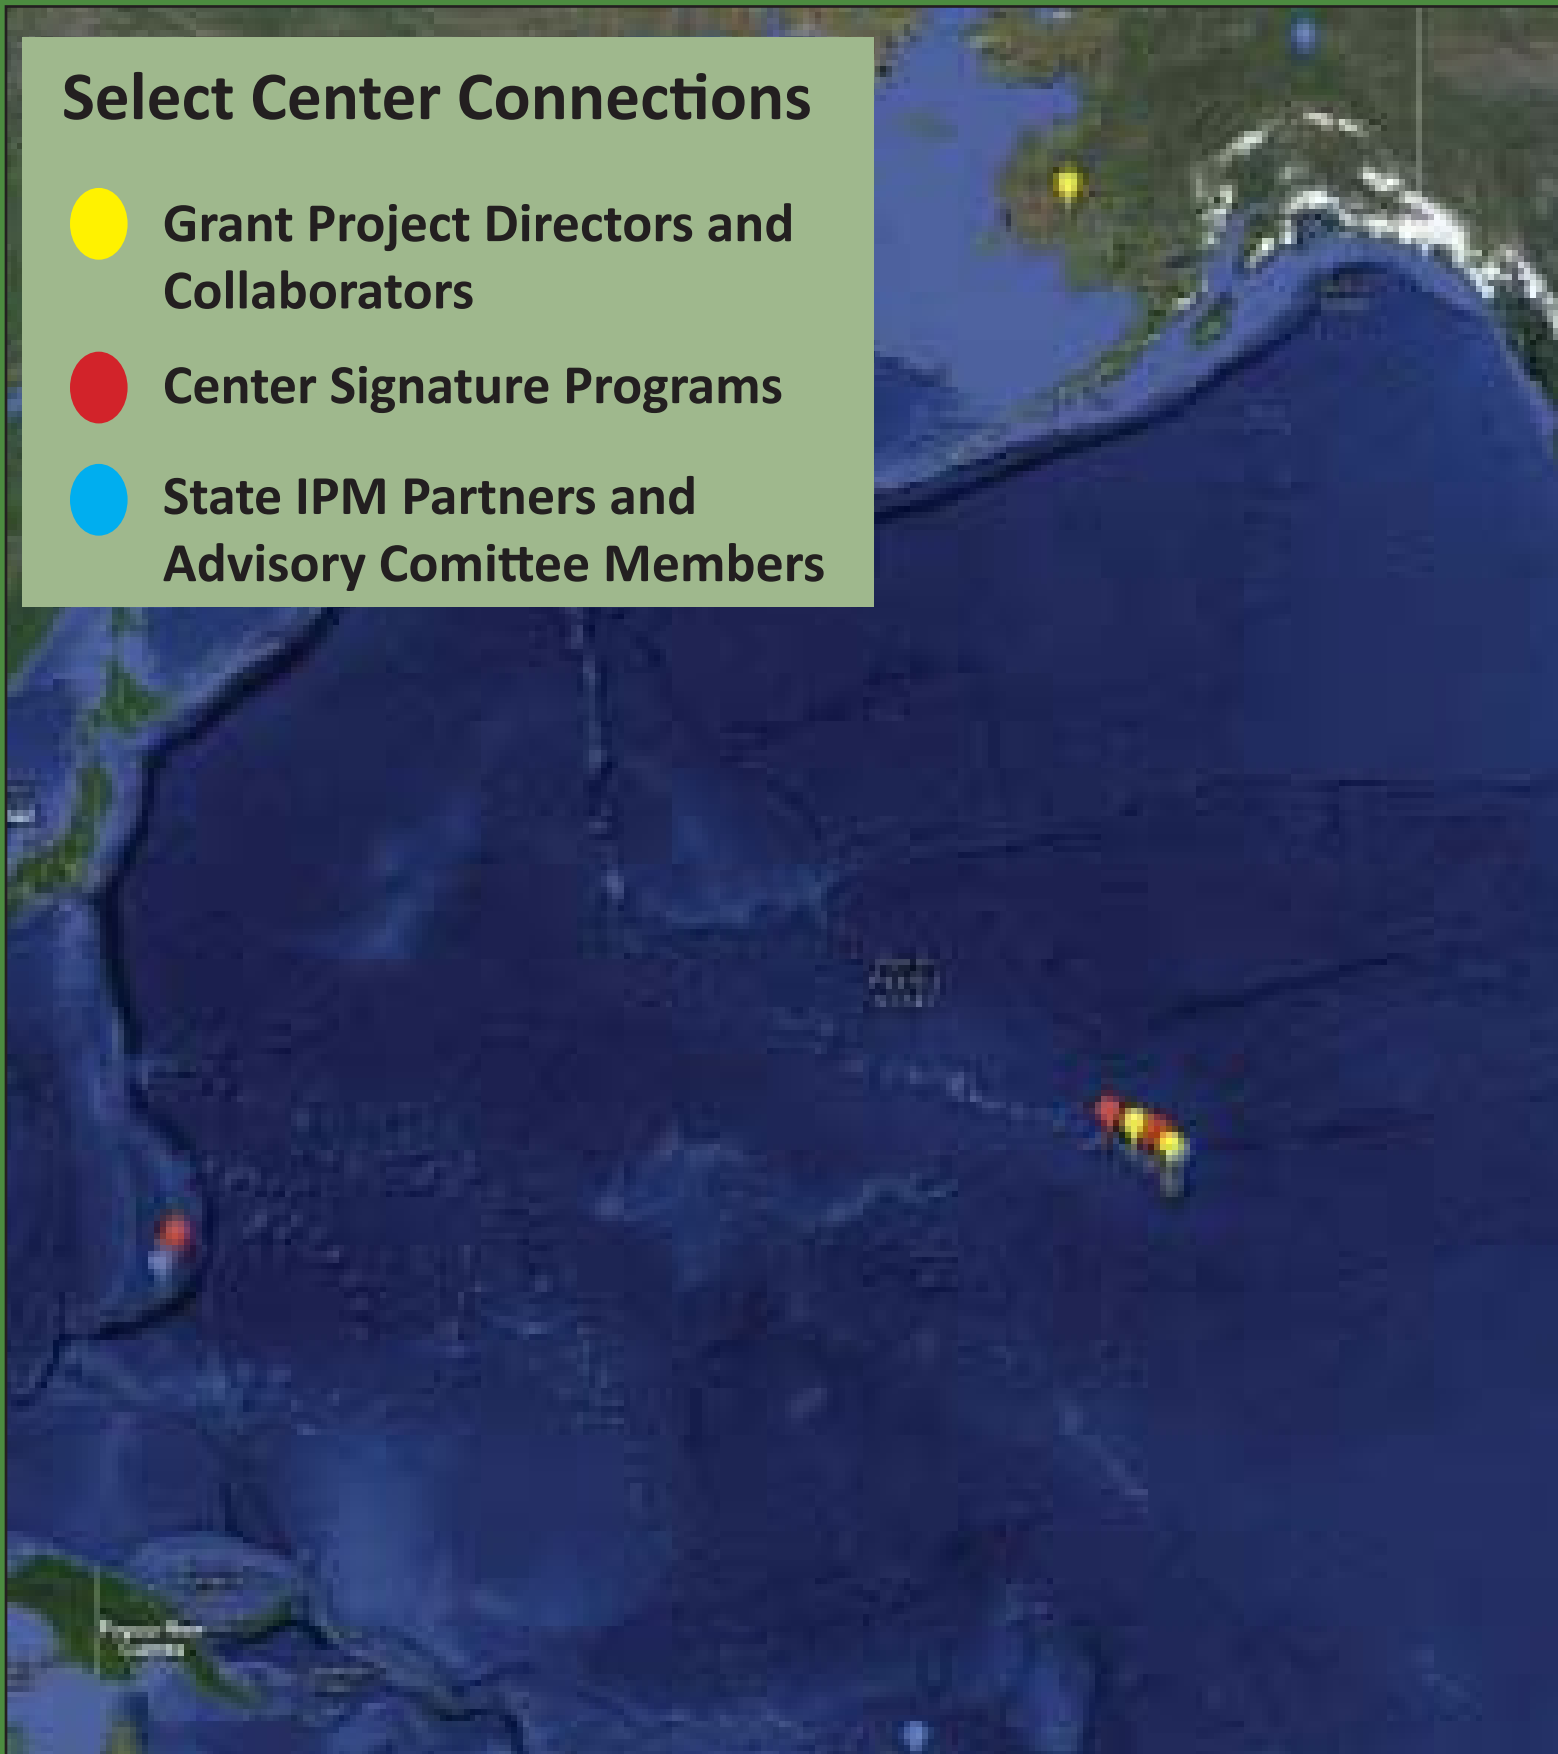 Select Center Connections
Grant Project Directors and
Collaborators
Center Signature Programs
State IPM Partners and
Advisory Comittee Members